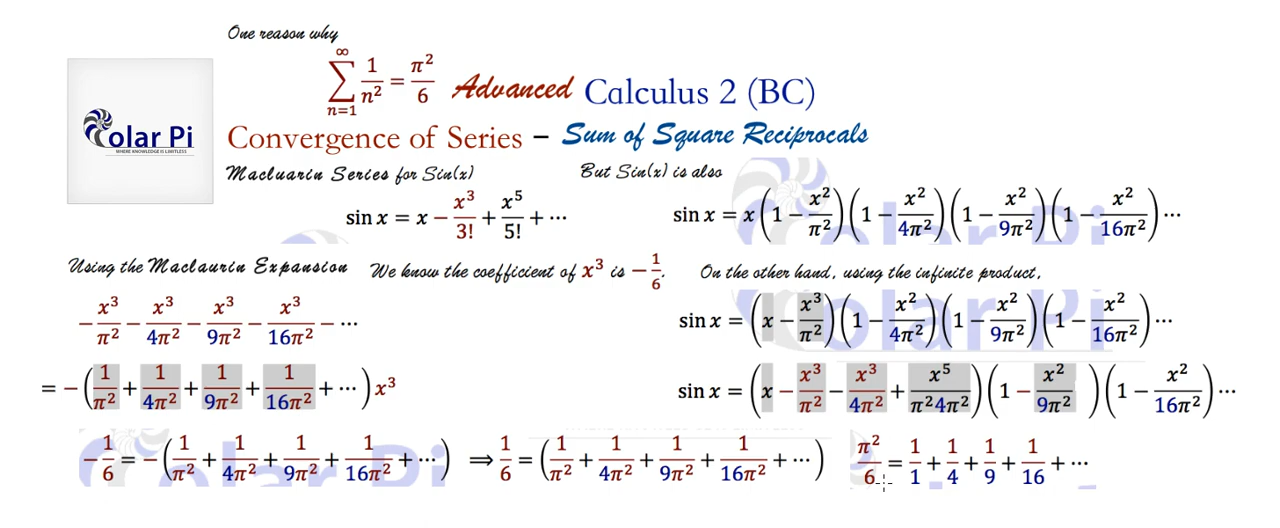 One reason why
∞
∑ 1/n² = π²/6
n=1
Advanced Calculus 2 (BC)
olar Pi
WHERE KNOWLEDGE IS LIMITLESS
Convergence of Series – Sum of Square Reciprocals
Macluarin Series for Sin(x)
sin x = x − x³/3! + x⁵/5! + ⋯
But Sin(x) is also
sin x = x(1 − x²/π²)(1 − x²/4π²)(1 − x²/9π²)(1 − x²/16π²)⋯
Using the Maclaurin Expansion
We know the coefficient of x³ is −1/6.
On the other hand, using the infinite product,
−x³/π² − x³/4π² − x³/9π² − x³/16π² − ⋯
sin x = (x − x³/π²)(1 − x²/4π²)(1 − x²/9π²)(1 − x²/16π²)⋯
= −(1/π² + 1/4π² + 1/9π² + 1/16π² + ⋯)x³
sin x = (x − x³/π² − x³/4π² + x⁵/π²4π²)(1 − x²/9π²)(1 − x²/16π²)⋯
−1/6 = −(1/π² + 1/4π² + 1/9π² + 1/16π² + ⋯) ⟹ 1/6 = (1/π² + 1/4π² + 1/9π² + 1/16π² + ⋯)
π²/6 = 1/1 + 1/4 + 1/9 + 1/16 + ⋯